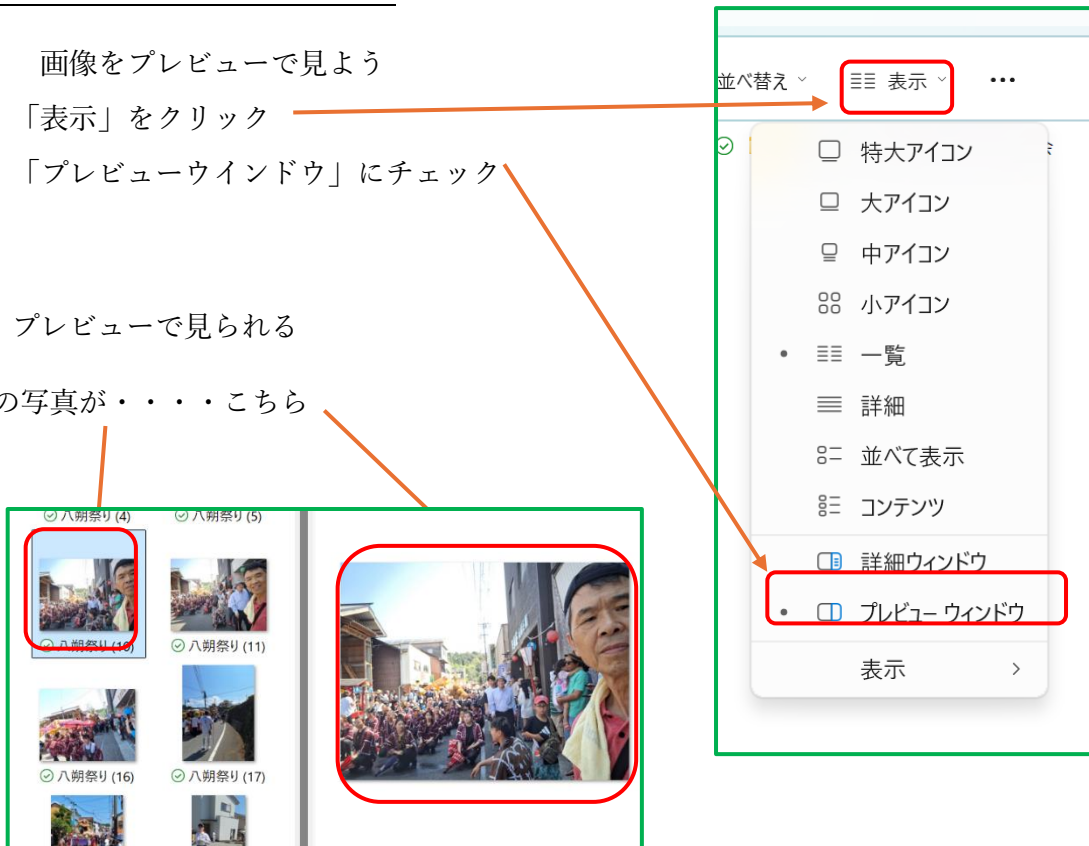 画像をプレビューで見よう
「表示」をクリック
「プレビューウインドウ」にチェック
プレビューで見られる
の写真が・・・・こちら
並べ替え
表示
•••
特大アイコン
大アイコン
中アイコン
小アイコン
一覧
詳細
並べて表示
コンテンツ
詳細ウィンドウ
プレビュー ウィンドウ
表示
八朔祭り (4)
八朔祭り (5)
八朔祭り (10)
八朔祭り (11)
八朔祭り (16)
八朔祭り (17)